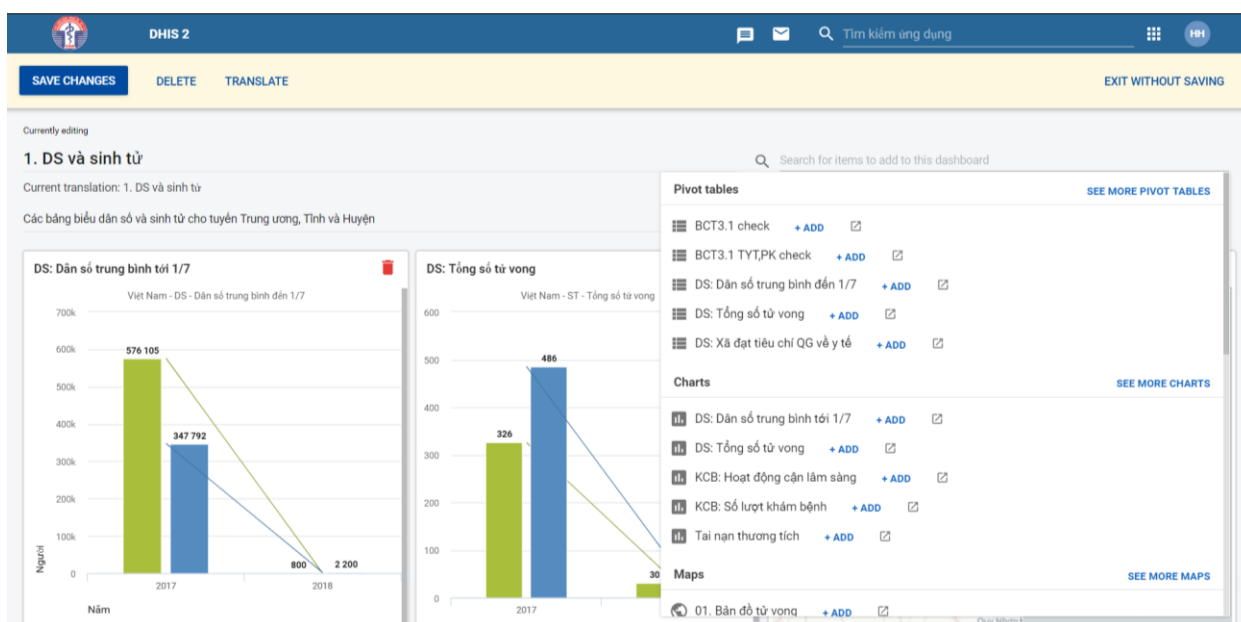 DHIS 2
Tìm kiếm ứng dụng
HH
SAVE CHANGES
DELETE
TRANSLATE
EXIT WITHOUT SAVING
Currently editing
1. DS và sinh tử
Search for items to add to this dashboard
Current translation: 1. DS và sinh tử
Các bảng biểu dân số và sinh tử cho tuyến Trung ương, Tỉnh và Huyện
DS: Dân số trung bình tới 1/7
Việt Nam - DS - Dân số trung bình đến 1/7
700k
600k
500k
400k
300k
200k
100k
0
576 105
347 792
800
2 200
Người
2017
2018
Năm
DS: Tổng số tử vong
Việt Nam - ST - Tổng số tử vong
600
500
400
300
200
100
0
326
486
30
2017
Pivot tables
SEE MORE PIVOT TABLES
BCT3.1 check + ADD
BCT3.1 TYT,PK check + ADD
DS: Dân số trung bình đến 1/7 + ADD
DS: Tổng số tử vong + ADD
DS: Xã đạt tiêu chí QG về y tế + ADD
Charts
SEE MORE CHARTS
DS: Dân số trung bình tới 1/7 + ADD
DS: Tổng số tử vong + ADD
KCB: Hoạt động cận lâm sàng + ADD
KCB: Số lượt khám bệnh + ADD
Tai nạn thương tích + ADD
Maps
SEE MORE MAPS
01. Bản đồ tử vong + ADD